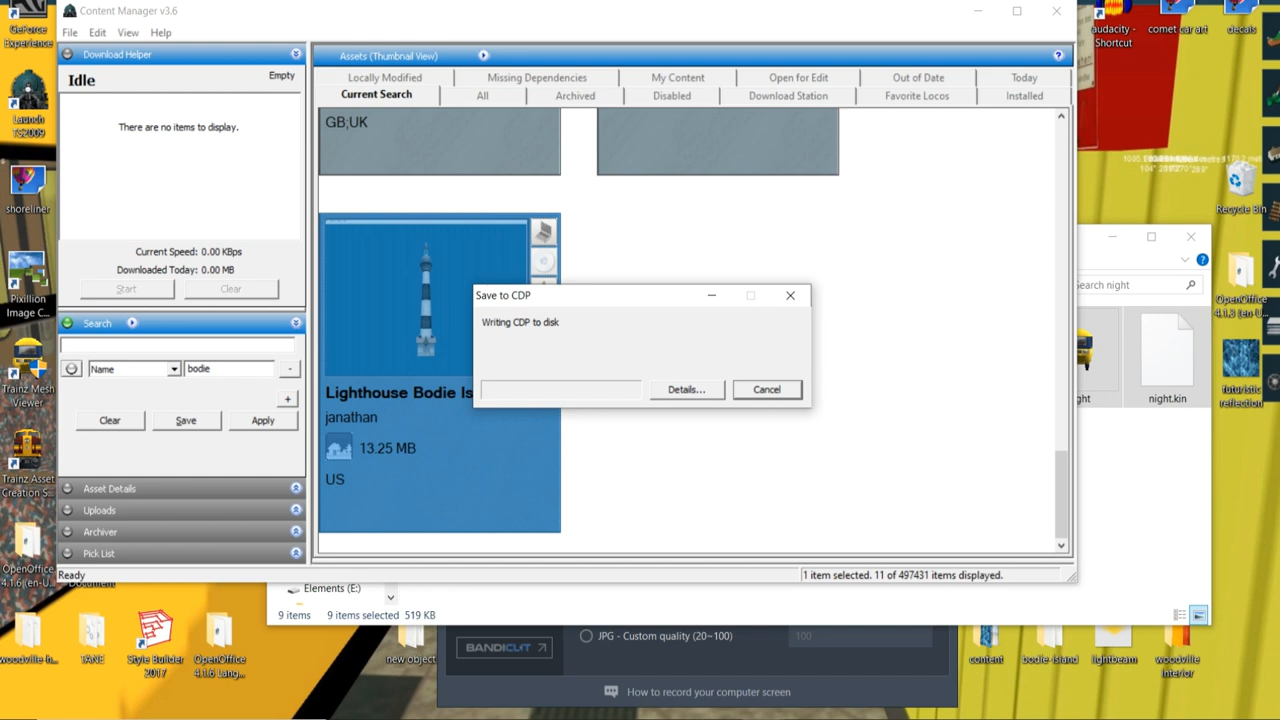 GeForce
Experience
Launch
TS2009
shoreliner
Pixillion
Image C...
Trainz Mesh
Viewer
Trainz Asset
Creation S...
OpenOffice
4.1.6 (en-U...
Content Manager v3.6
File Edit View Help
Download Helper
Idle
Empty
There are no items to display.
Current Speed: 0.00 KBps
Downloaded Today: 0.00 MB
Start Clear
Search
Name bodie -
+
Clear Save Apply
Asset Details
Uploads
Archiver
Pick List
Ready
Assets (Thumbnail View) ?
Locally Modified Missing Dependencies My Content Open for Edit Out of Date Today
Current Search All Archived Disabled Download Station Favorite Locos Installed
GB;UK
Lighthouse Bodie Is
janathan
13.25 MB
US
1 item selected. 11 of 497431 items displayed.
Save to CDP
Writing CDP to disk
Details... Cancel
audacity -
Shortcut
comet car art
decals
Recycle Bin
Search night
ght
night.kin
OpenOffice
4.1.3 (en-U...
futuristic
reflection
Elements (E:)
9 items 9 items selected 519 KB
woodville h...
TANE
Style Builder
2017
OpenOffice
4.1.6 Lang...
new object
BANDICUT
JPG - Custom quality (20~100) 100
How to record your computer screen
content
bodie-island
lightbeam
woodville
interior